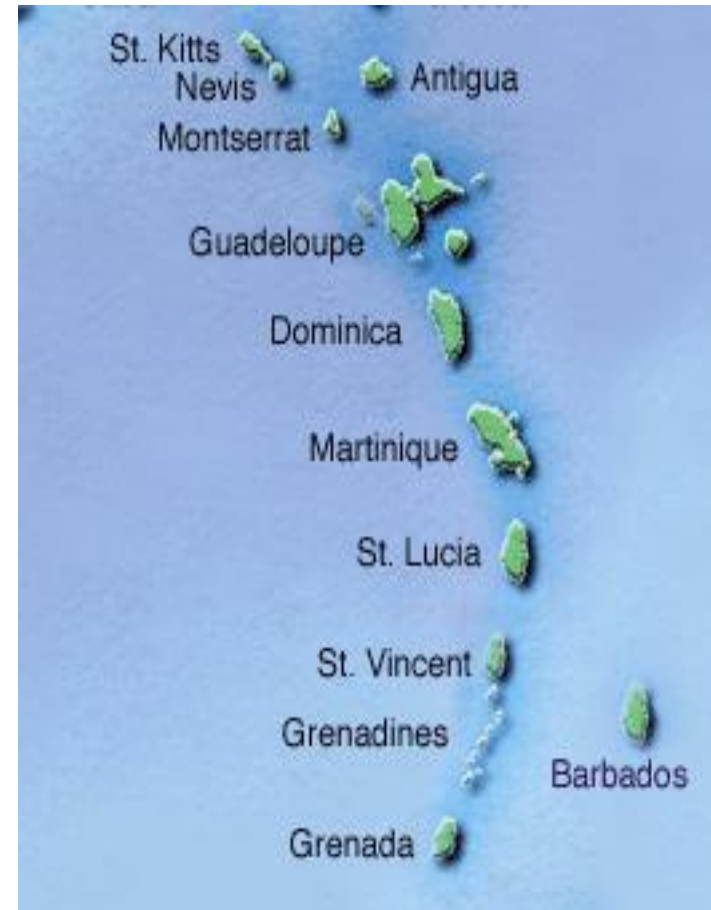 St. Kitts
Nevis
Antigua
Montserrat
Guadeloupe
Dominica
Martinique
St. Lucia
St. Vincent
Grenadines
Barbados
Grenada